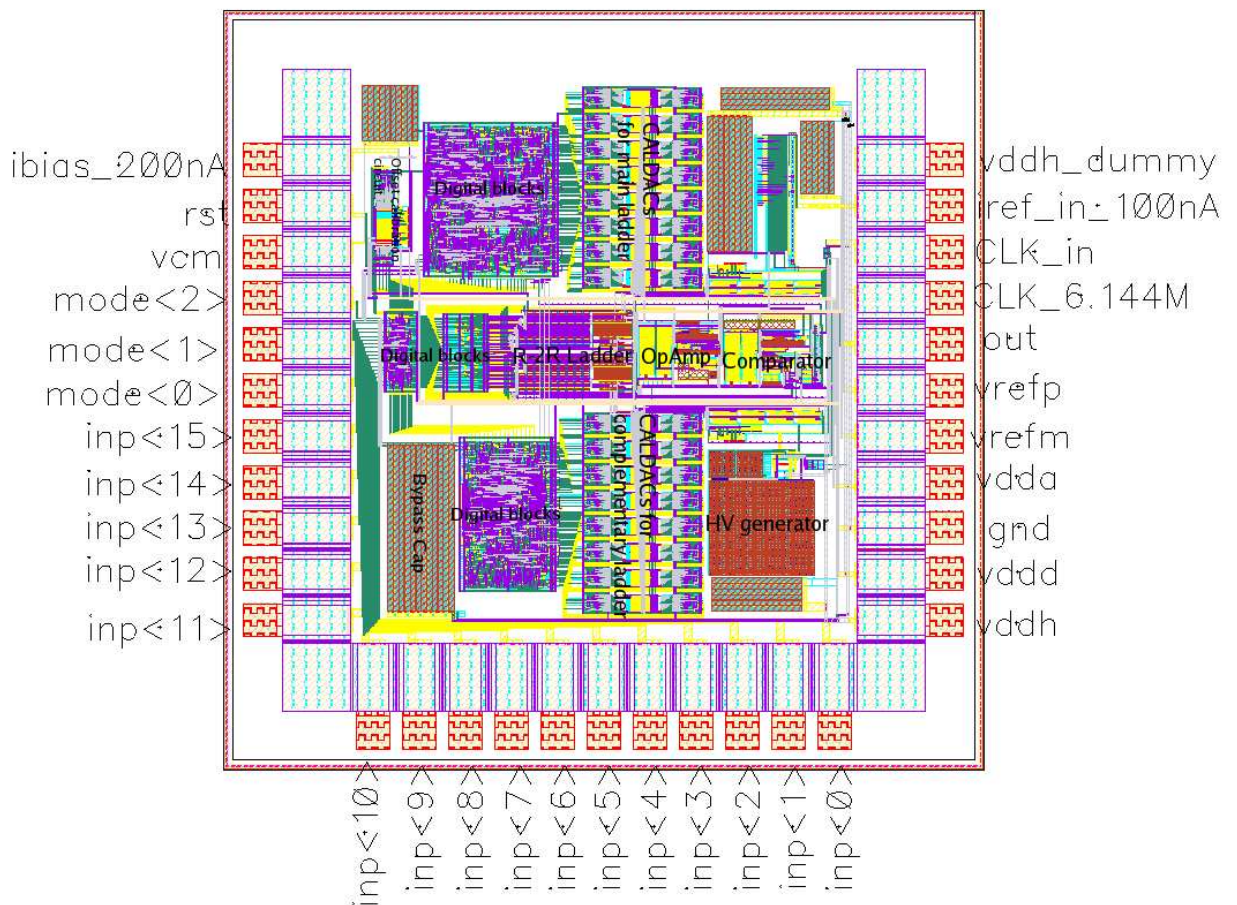 ibias_200nA
rst
vcm
mode<2>
mode<1>
mode<0>
inp<15>
inp<14>
inp<13>
inp<12>
inp<11>
Digital blocks
CALDACs
for main ladder
Digital blocks
R-2R Ladder
OpAmp
Comparator
Bypass Cap
Digital blocks
CALDACs for
complementary ladder
HV generator
vddh_dummy
iref_in_100nA
CLK_in
CLK_6.144M
out
vrefp
vrefm
vdda
gnd
vddd
vddh
inp<10>
inp<9>
inp<8>
inp<7>
inp<6>
inp<5>
inp<4>
inp<3>
inp<2>
inp<1>
inp<0>